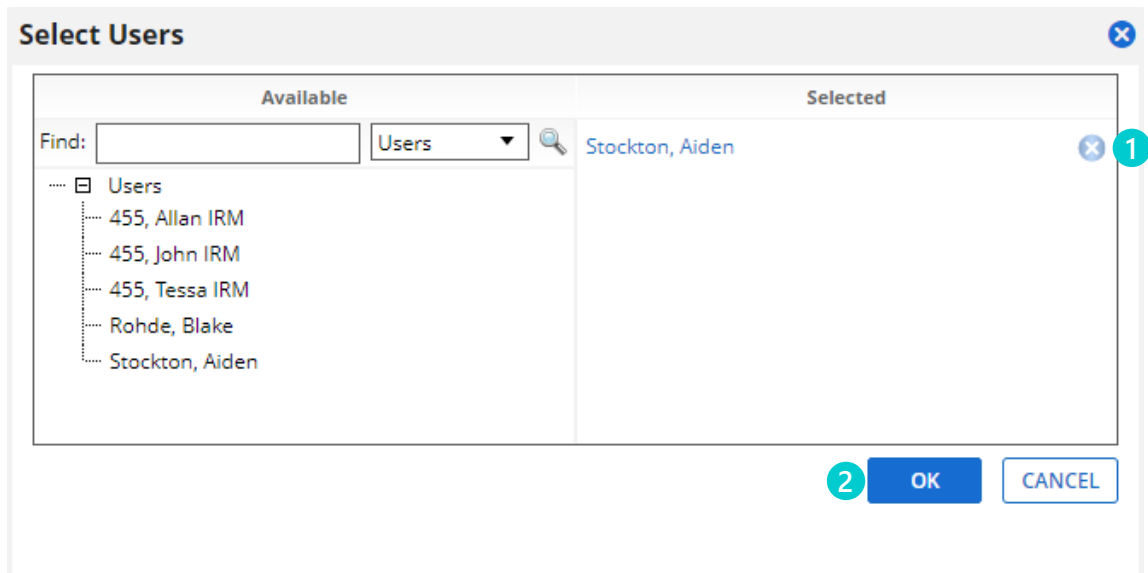 Select Users
Available
Selected
Find:
Users
Stockton, Aiden
1
Users
455, Allan IRM
455, John IRM
455, Tessa IRM
Rohde, Blake
Stockton, Aiden
2
OK
CANCEL